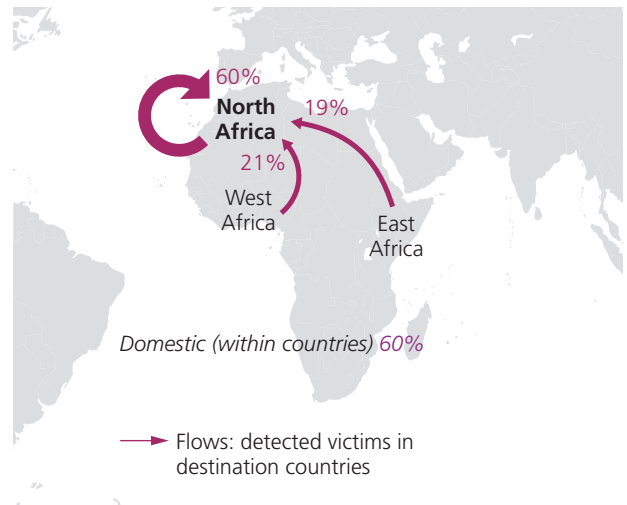 60%
North
Africa
19%
21%
West
Africa
East
Africa
Domestic (within countries) 60%
Flows: detected victims in
destination countries